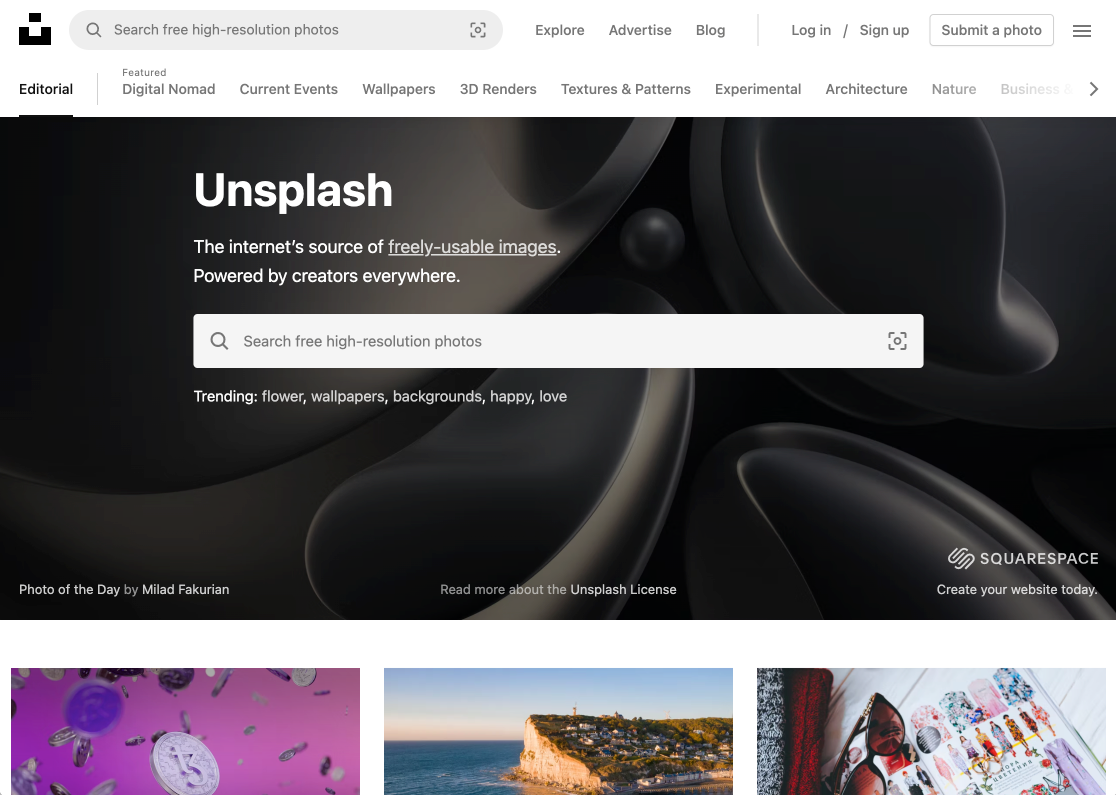 Search free high-resolution photos
Explore
Advertise
Blog
Log in / Sign up
Submit a photo
Editorial
Featured
Digital Nomad
Current Events
Wallpapers
3D Renders
Textures & Patterns
Experimental
Architecture
Nature
Business &
Unsplash
The internet’s source of freely-usable images.
Powered by creators everywhere.
Search free high-resolution photos
Trending: flower, wallpapers, backgrounds, happy, love
SQUARESPACE
Photo of the Day by Milad Fakurian
Read more about the Unsplash License
Create your website today.
ПОРА
ЦВЕТЕНИЯ